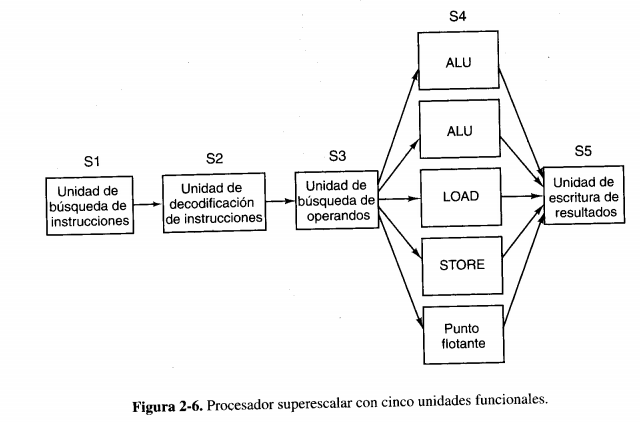 S1
Unidad de
búsqueda de
instrucciones
S2
Unidad de
decodificación
de instrucciones
S3
Unidad de
búsqueda de
operandos
S4
ALU
ALU
LOAD
STORE
Punto
flotante
S5
Unidad de
escritura de
resultados
Figura 2-6. Procesador superescalar con cinco unidades funcionales.